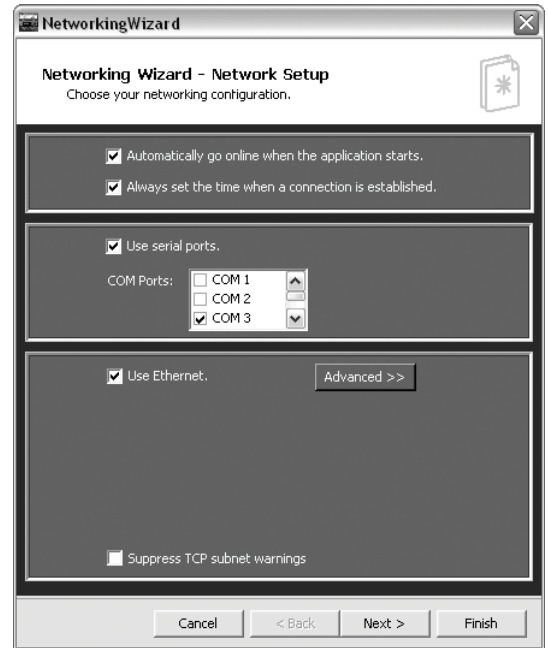 NetworkingWizard
Networking Wizard - Network Setup
Choose your networking configuration.
Automatically go online when the application starts.
Always set the time when a connection is established.
Use serial ports.
COM Ports:
COM 1
COM 2
COM 3
Use Ethernet.
Advanced >>
Suppress TCP subnet warnings
Cancel
< Back
Next >
Finish